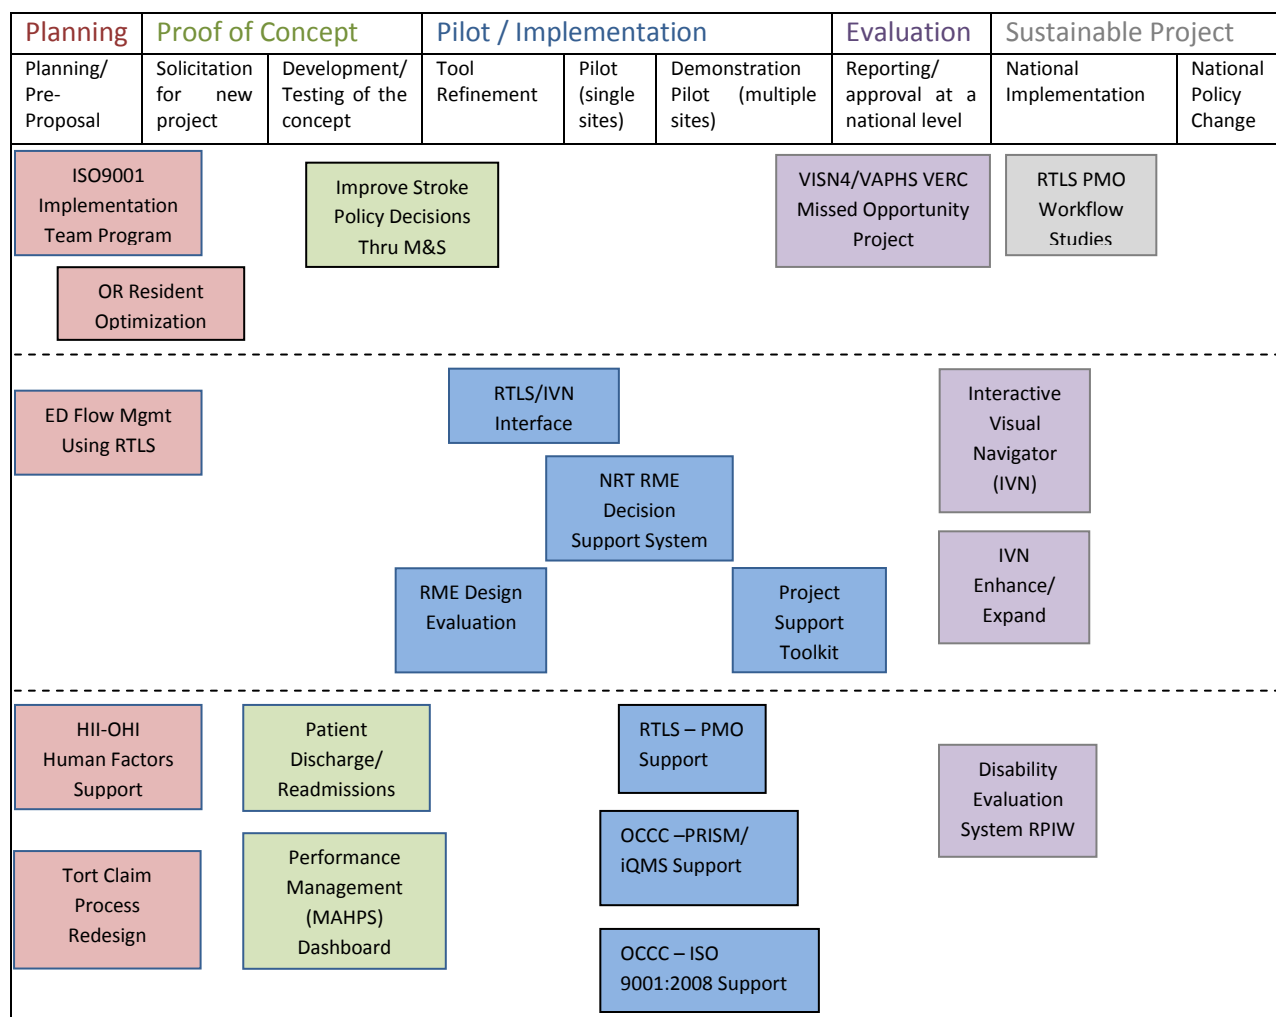 Planning
Proof of Concept
Pilot / Implementation
Evaluation
Sustainable Project
Planning/
Pre-
Proposal
Solicitation
for new
project
Development/
Testing of the
concept
Tool
Refinement
Pilot
(single
sites)
Demonstration
Pilot (multiple
sites)
Reporting/
approval at a
national level
National
Implementation
National
Policy
Change
ISO9001
Implementation
Team Program
Improve Stroke
Policy Decisions
Thru M&S
VISN4/VAPHS VERC
Missed Opportunity
Project
RTLS PMO
Workflow
Studies
OR Resident
Optimization
ED Flow Mgmt
Using RTLS
RTLS/IVN
Interface
Interactive
Visual
Navigator
(IVN)
NRT RME
Decision
Support System
RME Design
Evaluation
Project
Support
Toolkit
IVN
Enhance/
Expand
HII-OHI
Human Factors
Support
Patient
Discharge/
Readmissions
RTLS – PMO
Support
Disability
Evaluation
System RPIW
Tort Claim
Process
Redesign
Performance
Management
(MAHPS)
Dashboard
OCCC –PRISM/
iQMS Support
OCCC – ISO
9001:2008 Support